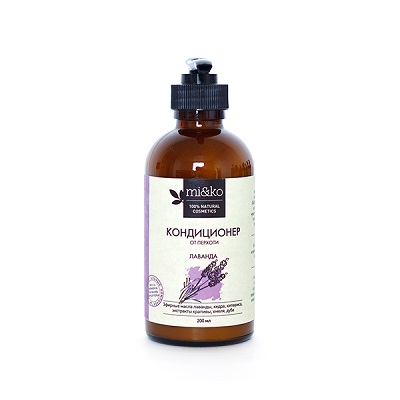 mi&ko
100% NATURAL
COSMETICS
КОНДИЦИОНЕР
ОТ ПЕРХОТИ
ЛАВАНДА
Эфирные масла лаванды, кедра, кипариса,
экстракты крапивы, хмеля, дуба
200 мл